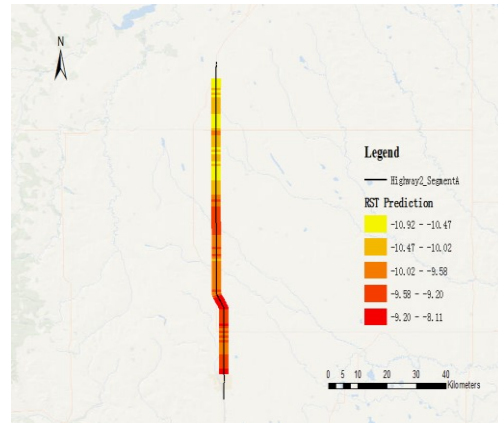 N
Legend
Highway2_SegmentA
RST Prediction
-10.92 - -10.47
-10.47 - -10.02
-10.02 - -9.58
-9.58 - -9.20
-9.20 - -8.11
0 5 10 20 30 40
Kilometers